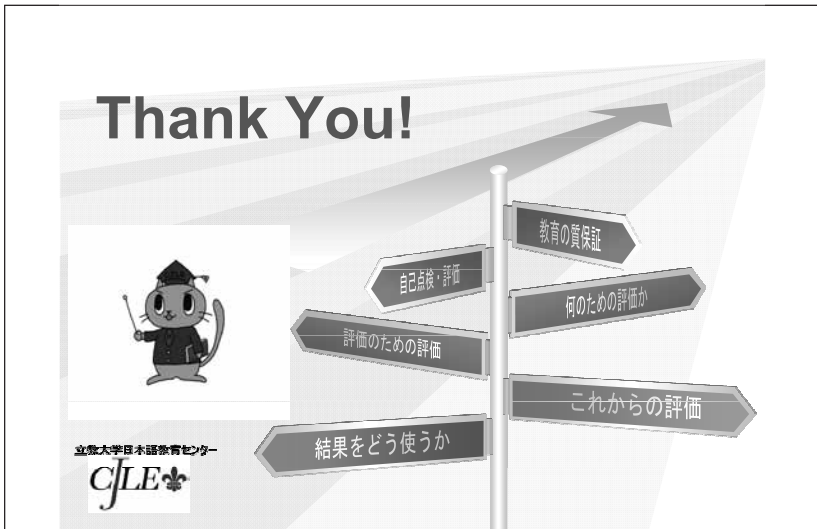 Thank You!
教育の質保証
自己点検・評価
何のための評価か
評価のための評価
これからの評価
結果をどう使うか
立教大学日本語教育センター
CJLE